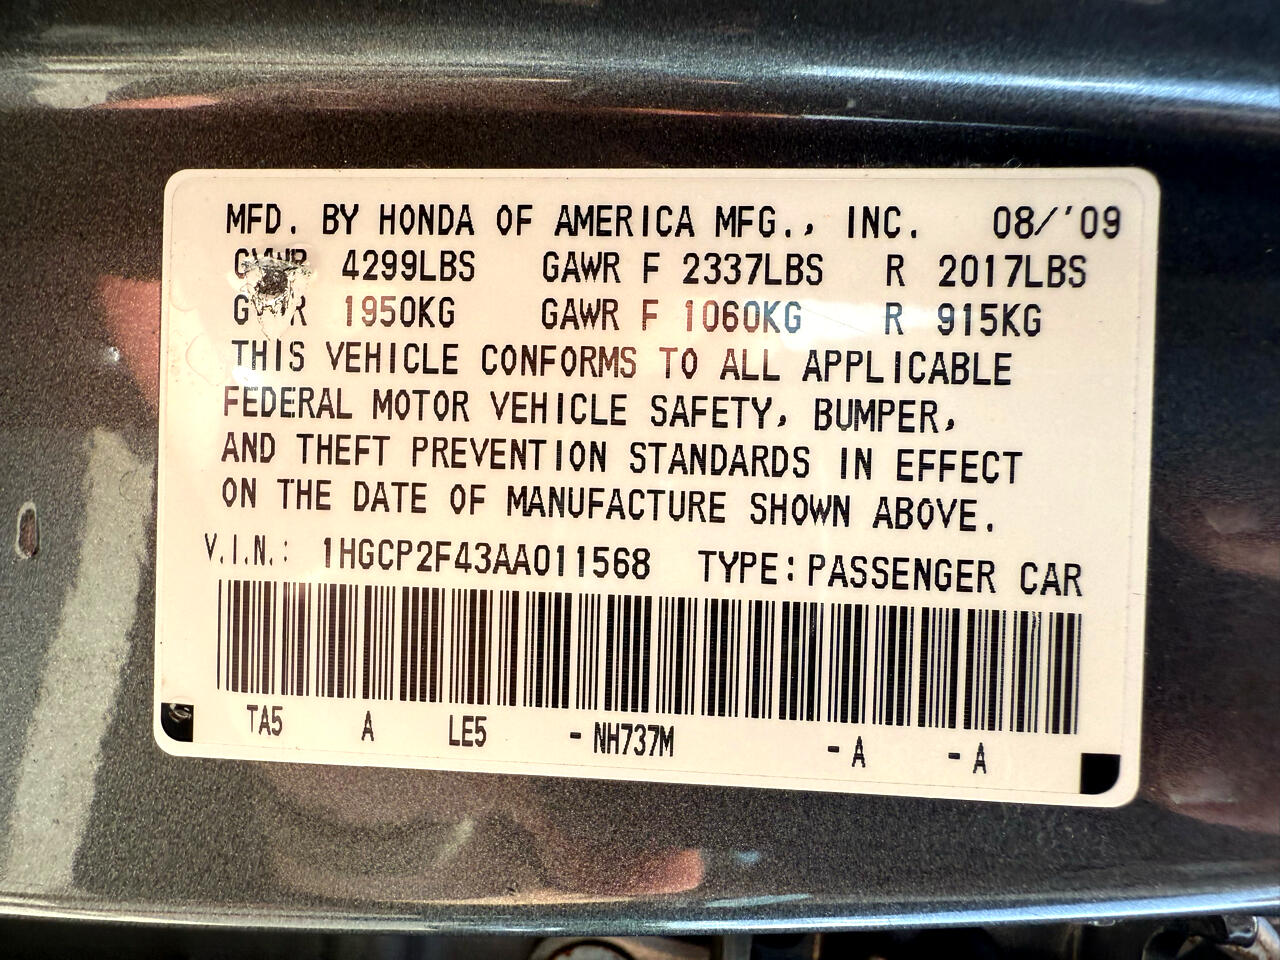 MFD. BY HONDA OF AMERICA MFG., INC. 08/'09
GVWR 4299LBS GAWR F 2337LBS R 2017LBS
GVWR 1950KG GAWR F 1060KG R 915KG
THIS VEHICLE CONFORMS TO ALL APPLICABLE
FEDERAL MOTOR VEHICLE SAFETY, BUMPER,
AND THEFT PREVENTION STANDARDS IN EFFECT
ON THE DATE OF MANUFACTURE SHOWN ABOVE.
V.I.N.: 1HGCP2F43AA011568 TYPE:PASSENGER CAR
TA5 A LE5 -NH737M -A -A